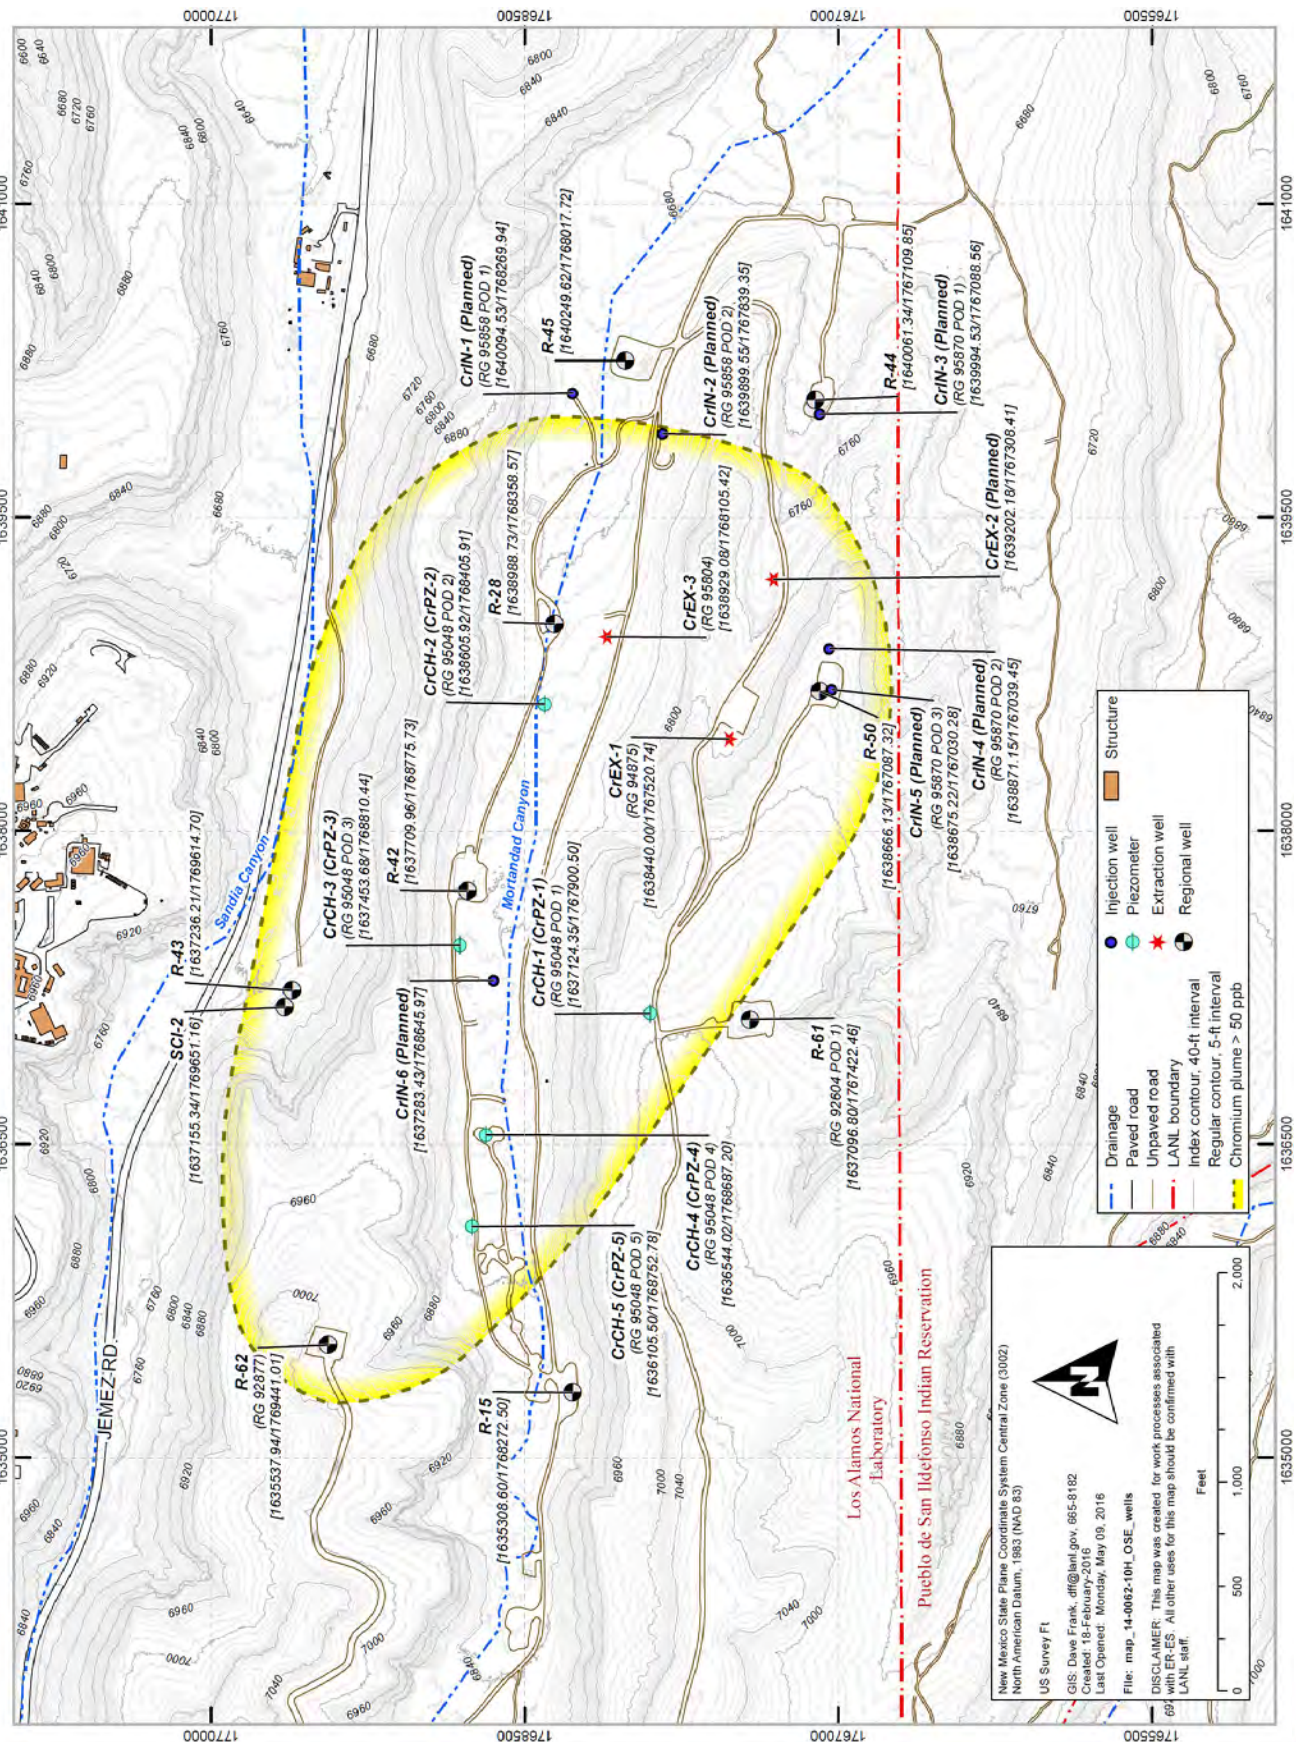 JEMEZ RD.
Sandia Canyon
Mortandad Canyon
R-62
(RG 92877)
[1635537.94/1769441.01]
R-15
[1635308.60/1768272.50]
SCI-2
[1637155.34/1769651.16]
R-43
[1637236.21/1769614.70]
CrCH-3 (CrPZ-3)
(RG 95048 POD 3)
[1637453.68/1768810.44]
R-42
[1637709.96/1768775.73]
CrIN-6 (Planned)
[1637283.43/1768645.97]
CrCH-2 (CrPZ-2)
(RG 95048 POD 2)
[1638605.92/1768405.91]
R-28
[1638988.73/1768358.57]
CrIN-1 (Planned)
(RG 95858 POD 1)
[1640094.53/1768269.94]
R-45
[1640249.62/1768017.72]
CrCH-1 (CrPZ-1)
(RG 95048 POD 1)
[1637124.35/1767900.50]
CrEX-1
(RG 94875)
[1638440.00/1767520.74]
CrEX-3
(RG 95804)
[1638929.08/1768105.42]
CrIN-2 (Planned)
(RG 95858 POD 2)
[1639899.55/1767839.35]
CrCH-5 (CrPZ-5)
(RG 95048 POD 5)
[1636105.50/1768752.78]
CrCH-4 (CrPZ-4)
(RG 95048 POD 4)
[1636544.02/1768687.20]
R-61
(RG 92604 POD 1)
[1637096.80/1767422.46]
R-50
[1638686.13/1767087.32]
CrIN-5 (Planned)
(RG 95870 POD 3)
[1638675.22/1767030.28]
CrIN-4 (Planned)
(RG 95870 POD 2)
[1638871.15/1767039.45]
CrEX-2 (Planned)
[1639202.18/1767308.41]
R-44
[1640061.34/1767109.85]
CrIN-3 (Planned)
(RG 95870 POD 1)
[1639994.53/1767088.56]
Los Alamos National
Laboratory
Pueblo de San Ildefonso Indian Reservation
New Mexico State Plane Coordinate System Central Zone (3002)
North American Datum, 1983 (NAD 83)
US Survey Ft
GIS: Dave Frank, dff@lanl.gov, 665-8182
Created: 18-February-2016
Last Opened: Monday, May 09, 2016
File: map_14-0062-10H_OSE_wells
DISCLAIMER: This map was created for work processes associated
with ER-ES. All other uses for this map should be confirmed with
LANL staff.
N
Feet
0 500 1,000 2,000
Drainage
Paved road
Unpaved road
LANL boundary
Index contour, 40-ft interval
Regular contour, 5-ft interval
Chromium plume > 50 ppb
Injection well
Piezometer
Extraction well
Regional well
Structure
1635000 1636500 1638000 1639500 1641000
1770000
1768500
1767000
1765500